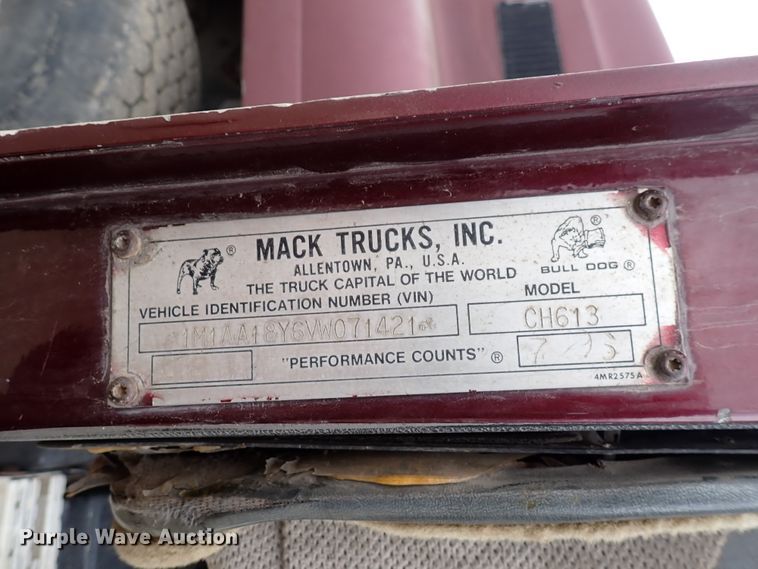 MACK TRUCKS, INC.
ALLENTOWN, PA., U.S.A.
THE TRUCK CAPITAL OF THE WORLD
BULL DOG ®
VEHICLE IDENTIFICATION NUMBER (VIN)
MODEL
1M1AA18Y6VW071421
CH613
"PERFORMANCE COUNTS" ®
4MR2575A
Purple Wave Auction